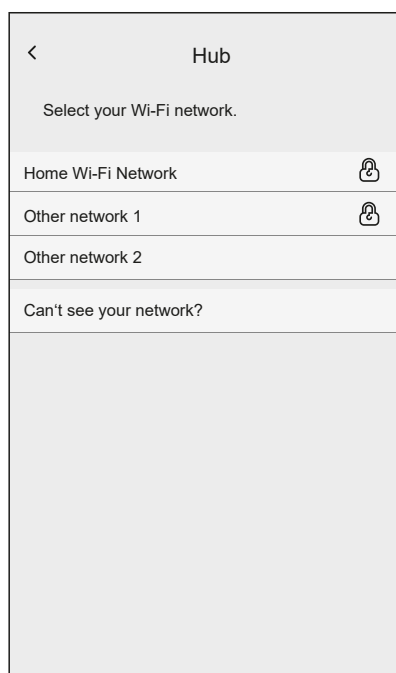 Hub
Select your Wi-Fi network.
Home Wi-Fi Network
Other network 1
Other network 2
Can‘t see your network?